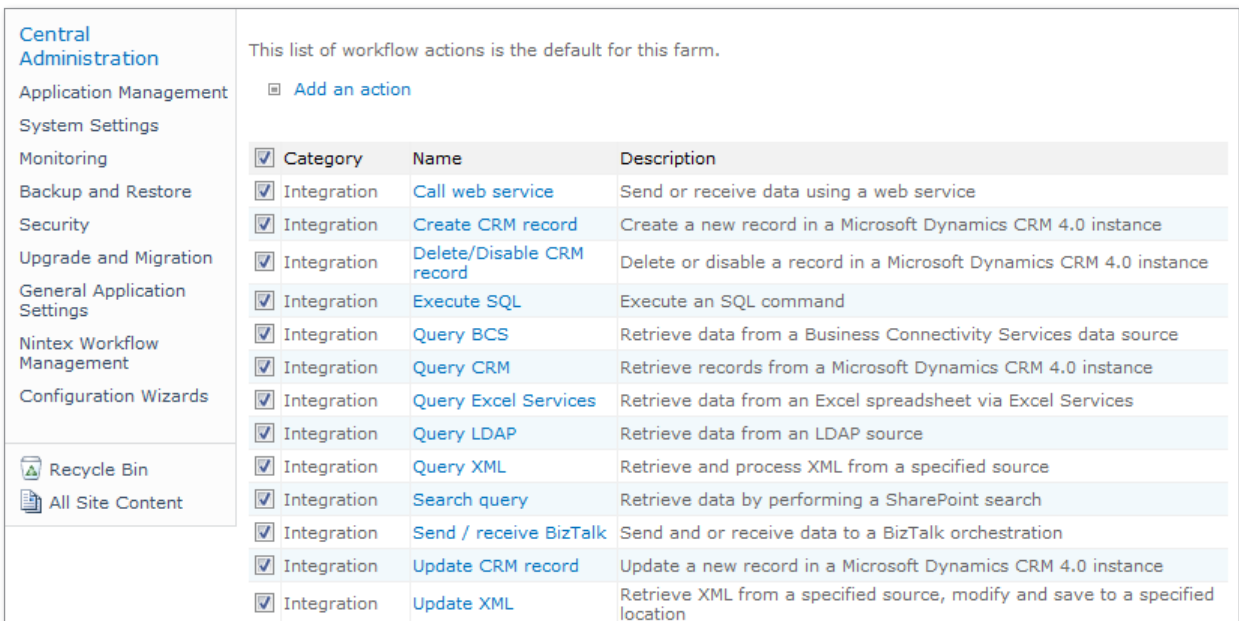 Central
Administration
Application Management
System Settings
Monitoring
Backup and Restore
Security
Upgrade and Migration
General Application
Settings
Nintex Workflow
Management
Configuration Wizards
Recycle Bin
All Site Content
This list of workflow actions is the default for this farm.
Add an action
Category Name Description
Integration Call web service Send or receive data using a web service
Integration Create CRM record Create a new record in a Microsoft Dynamics CRM 4.0 instance
Integration Delete/Disable CRM record Delete or disable a record in a Microsoft Dynamics CRM 4.0 instance
Integration Execute SQL Execute an SQL command
Integration Query BCS Retrieve data from a Business Connectivity Services data source
Integration Query CRM Retrieve records from a Microsoft Dynamics CRM 4.0 instance
Integration Query Excel Services Retrieve data from an Excel spreadsheet via Excel Services
Integration Query LDAP Retrieve data from an LDAP source
Integration Query XML Retrieve and process XML from a specified source
Integration Search query Retrieve data by performing a SharePoint search
Integration Send / receive BizTalk Send and or receive data to a BizTalk orchestration
Integration Update CRM record Update a new record in a Microsoft Dynamics CRM 4.0 instance
Integration Update XML Retrieve XML from a specified source, modify and save to a specified
location